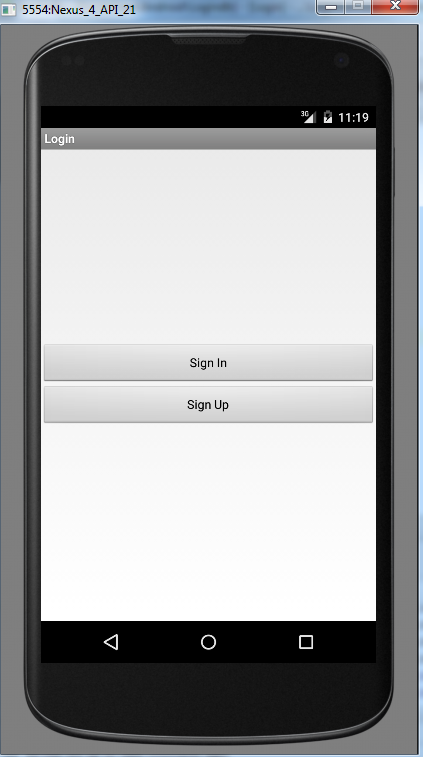 5554:Nexus_4_API_21
3G 11:19
Login
Sign In
Sign Up